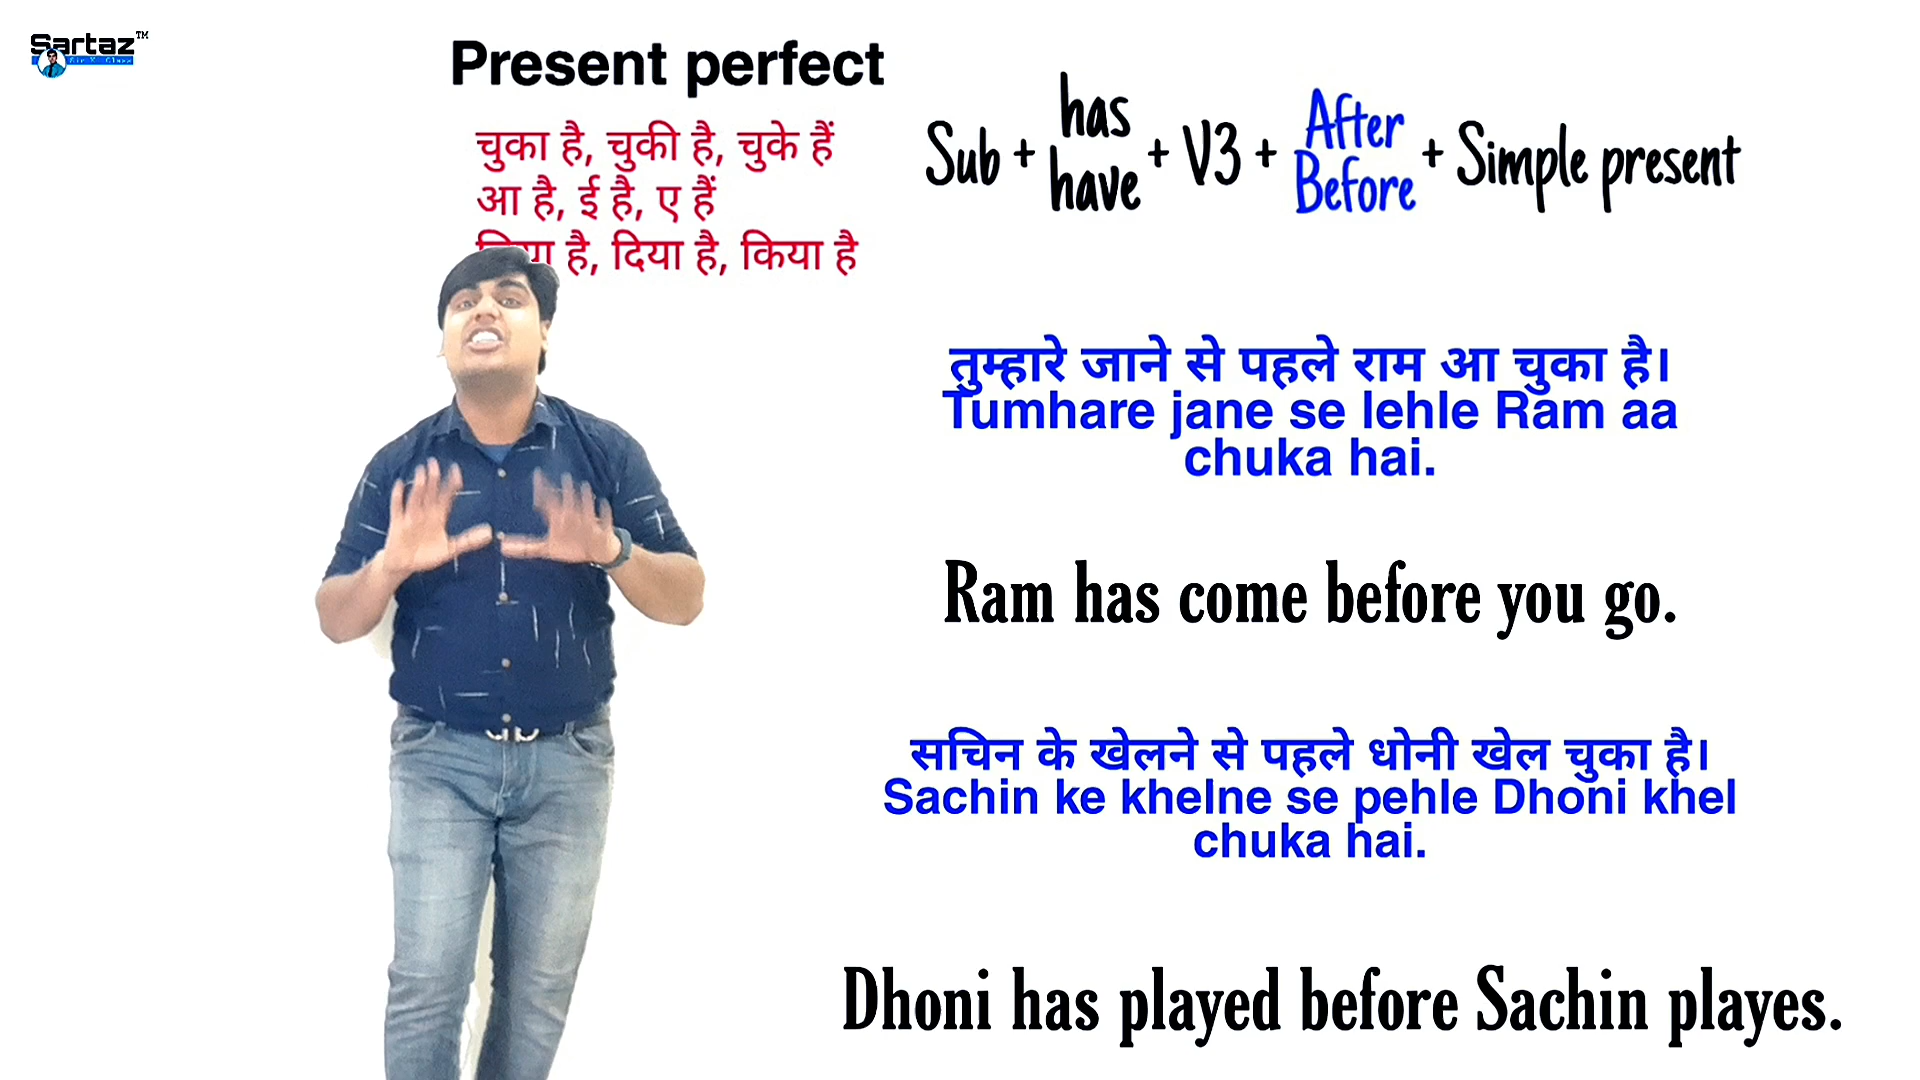 Sartaz™
Sir K Class
Present perfect
चुका है, चुकी है, चुके हैं
आ है, ई है, ए हैं
है, दिया है, किया है
Sub + has have + V3 + After Before + Simple present
तुम्हारे जाने से पहले राम आ चुका है।
Tumhare jane se lehle Ram aa
chuka hai.
Ram has come before you go.
सचिन के खेलने से पहले धोनी खेल चुका है।
Sachin ke khelne se pehle Dhoni khel
chuka hai.
Dhoni has played before Sachin playes.